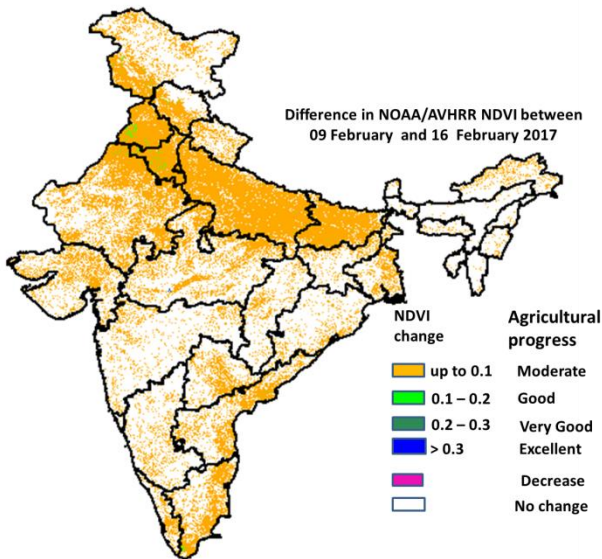 Difference in NOAA/AVHRR NDVI between
09 February and 16 February 2017
NDVI change
Agricultural progress
up to 0.1 Moderate
0.1 – 0.2 Good
0.2 – 0.3 Very Good
> 0.3 Excellent
Decrease
No change